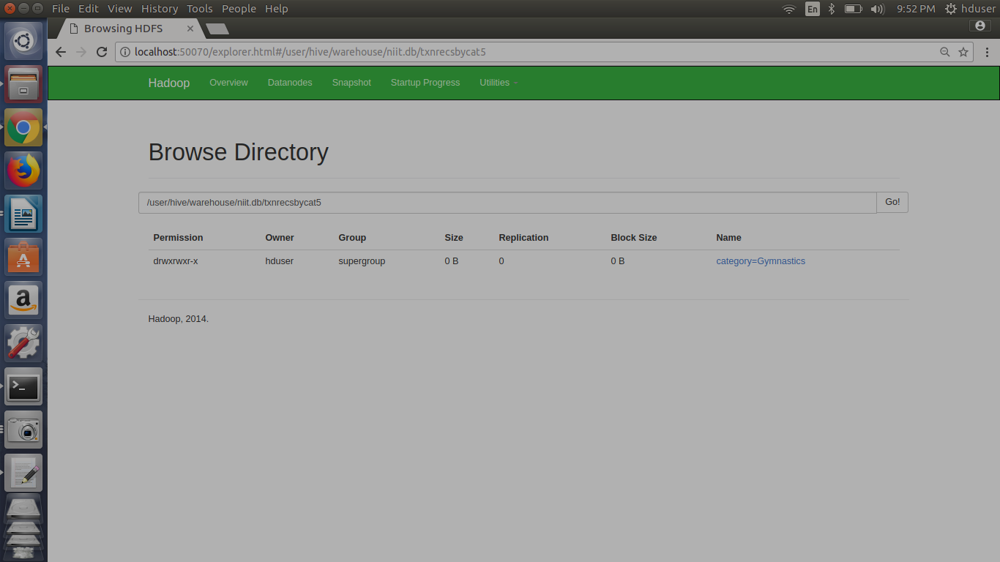 File Edit View History Tools People Help
En
9:52 PM hduser
Browsing HDFS
localhost:50070/explorer.html#/user/hive/warehouse/niit.db/txnrecsbycat5
Hadoop Overview Datanodes Snapshot Startup Progress Utilities
Browse Directory
/user/hive/warehouse/niit.db/txnrecsbycat5 Go!
Permission Owner Group Size Replication Block Size Name
drwxrwxr-x hduser supergroup 0 B 0 0 B category=Gymnastics
Hadoop, 2014.